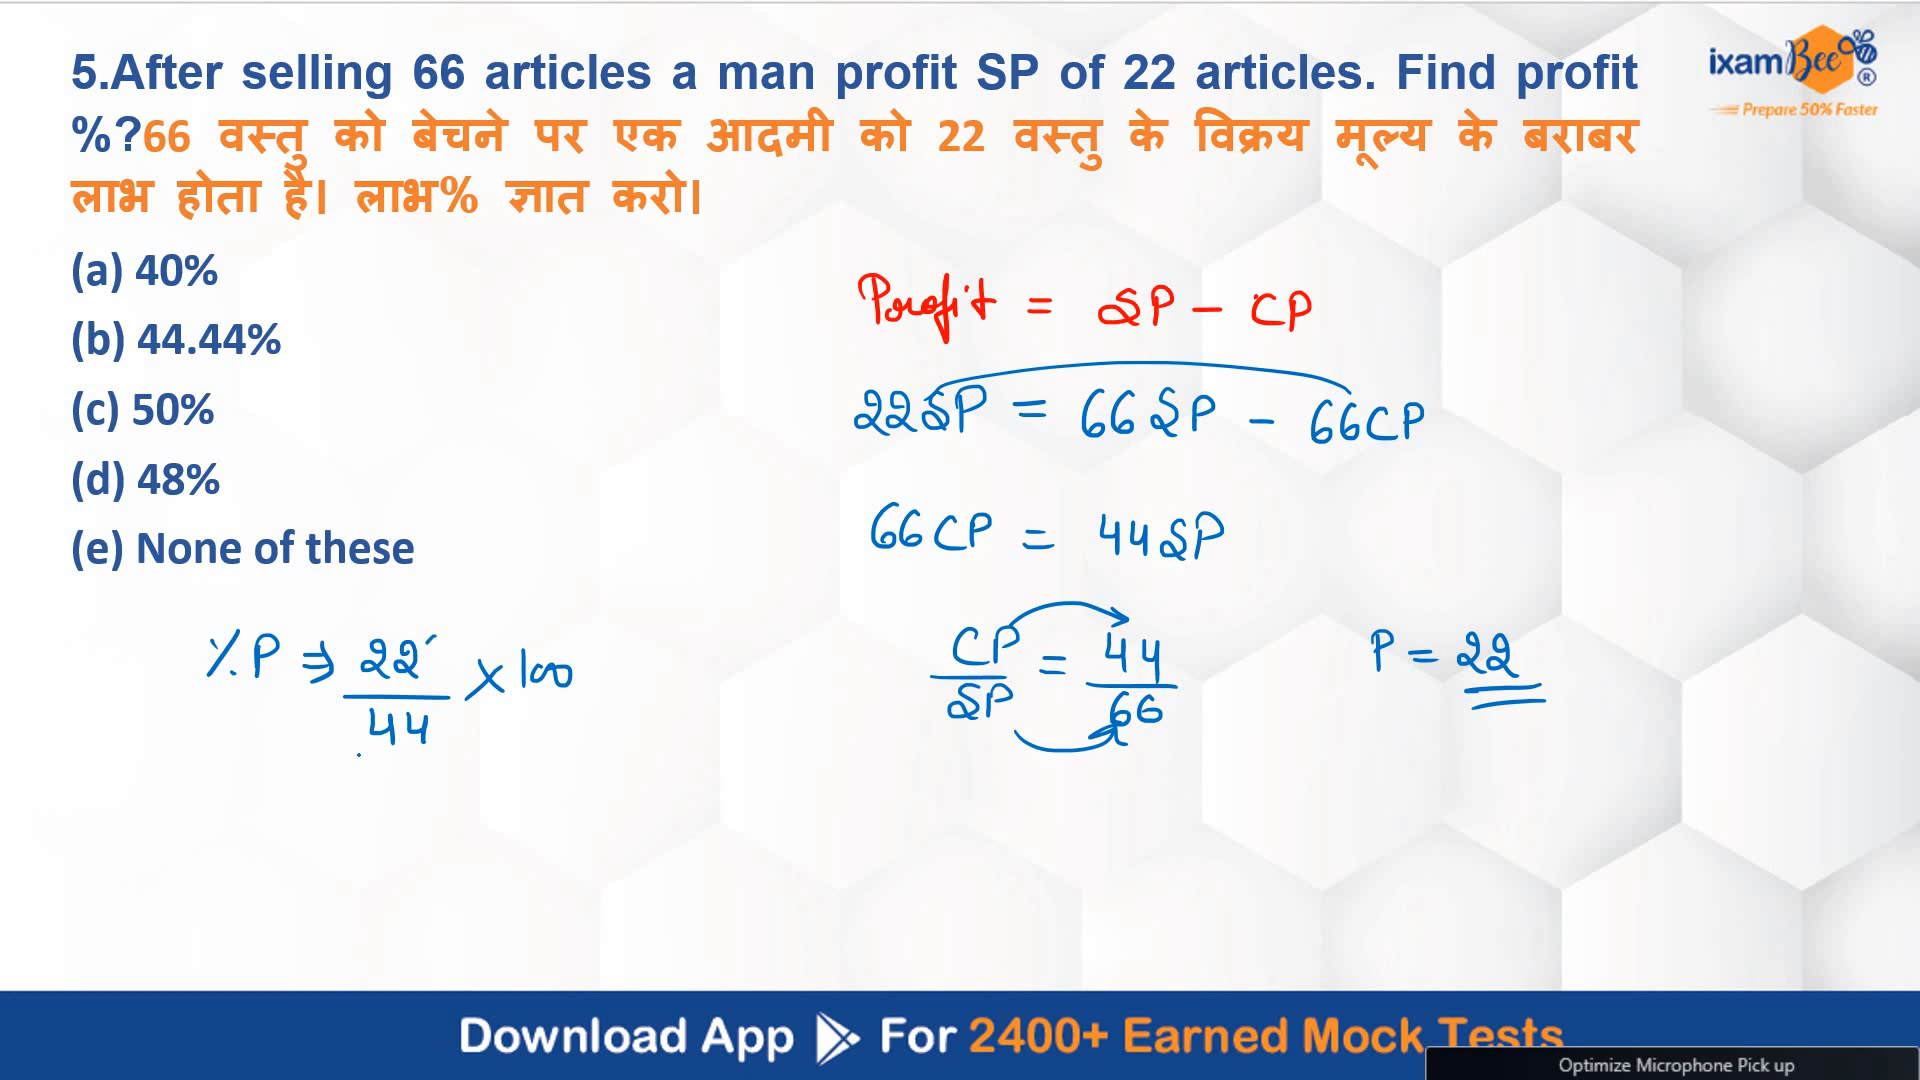 5.After selling 66 articles a man profit SP of 22 articles. Find profit
%?66 वस्तु को बेचने पर एक आदमी को 22 वस्तु के विक्रय मूल्य के बराबर
लाभ होता है। लाभ% ज्ञात करो।
ixamBee®
Prepare 50% Faster
(a) 40%
(b) 44.44%
(c) 50%
(d) 48%
(e) None of these
Profit = SP - CP
22SP = 66SP - 66CP
66CP = 44SP
CP/SP = 44/66
P = 22
%P ⇒ 22/44 × 100
Download App For 2400+ Earned Mock Tests
Optimize Microphone Pick up